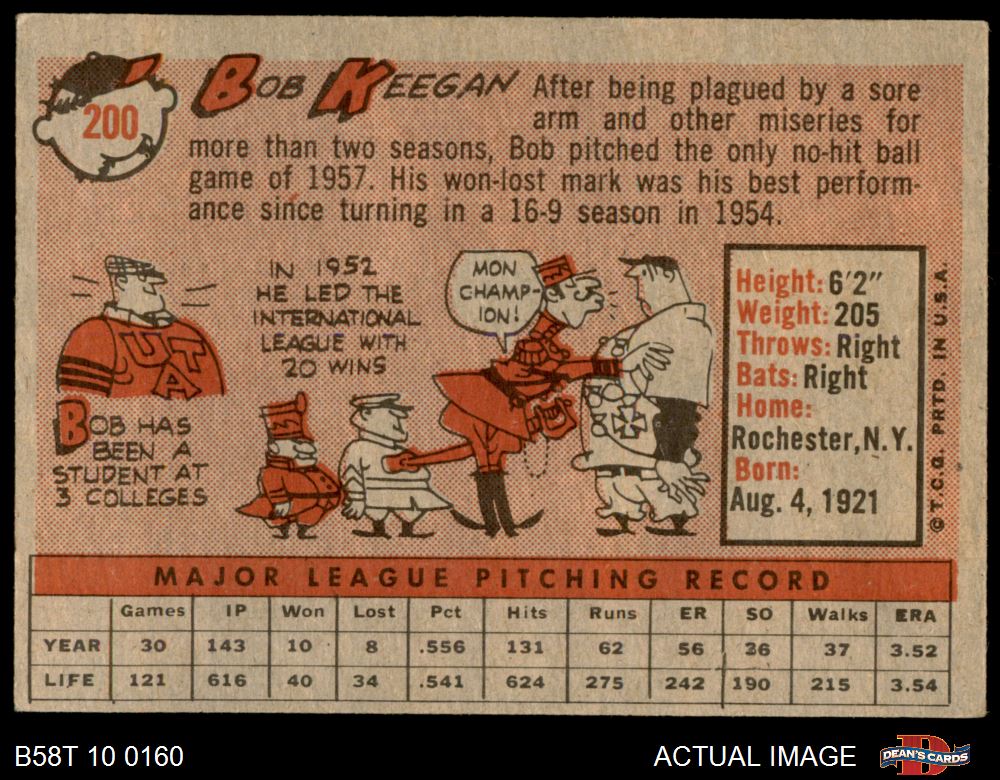 200
BOB KEEGAN After being plagued by a sore
arm and other miseries for
more than two seasons, Bob pitched the only no-hit ball
game of 1957. His won-lost mark was his best perform-
ance since turning in a 16-9 season in 1954.
UTA
BOB HAS
BEEN A
STUDENT AT
3 COLLEGES
IN 1952
HE LED THE
INTERNATIONAL
LEAGUE WITH
20 WINS
MON
CHAMP-
ION!
Height: 6'2"
Weight: 205
Throws: Right
Bats: Right
Home:
Rochester, N.Y.
Born:
Aug. 4, 1921
© T.C.G. PRTD. IN U.S.A.
MAJOR LEAGUE PITCHING RECORD
Games IP Won Lost Pct Hits Runs ER SO Walks ERA
YEAR 30 143 10 8 .556 131 62 56 36 37 3.52
LIFE 121 616 40 34 .541 624 275 242 190 215 3.54
B58T 10 0160
ACTUAL IMAGE
DEAN'S CARDS